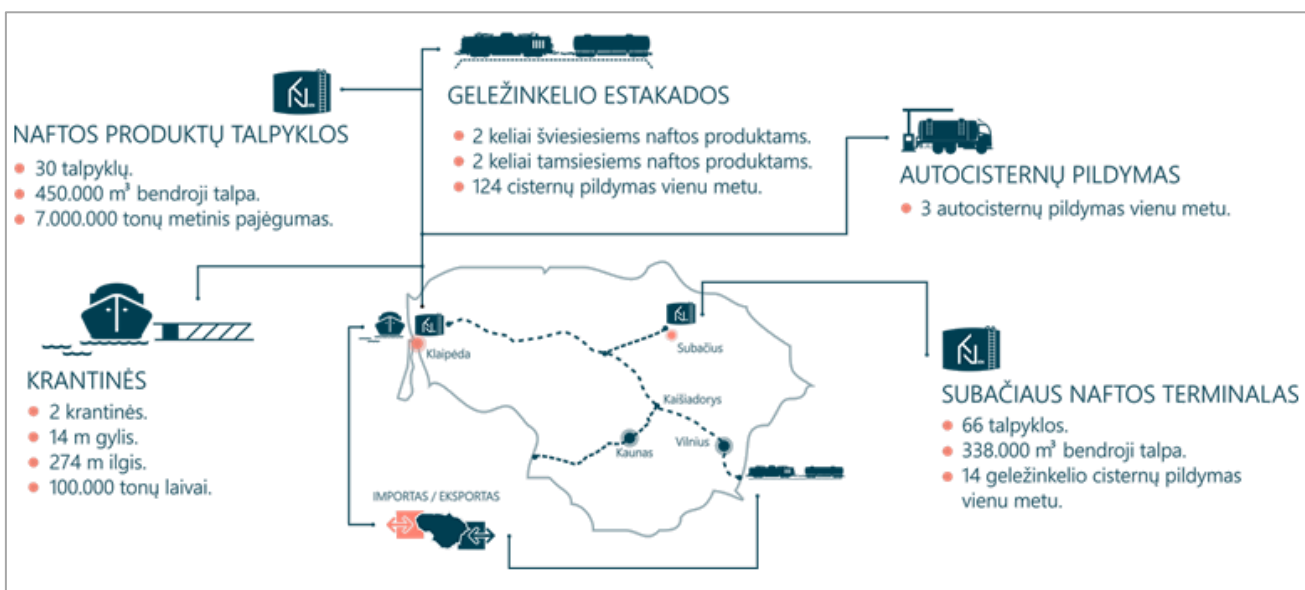 GELEŽINKELIO ESTAKADOS
2 keliai šviesiesiems naftos produktams.
2 keliai tamsiesiems naftos produktams.
124 cisternų pildymas vienu metu.
NAFTOS PRODUKTŲ TALPYKLOS
30 talpyklų.
450.000 m³ bendroji talpa.
7.000.000 tonų metinis pajėgumas.
AUTOCISTERNŲ PILDYMAS
3 autocisternų pildymas vienu metu.
KRANTINĖS
2 krantinės.
14 m gylis.
274 m ilgis.
100.000 tonų laivai.
Klaipėda
Subačius
Kaišiadorys
Kaunas
Vilnius
IMPORTAS / EKSPORTAS
SUBAČIAUS NAFTOS TERMINALAS
66 talpyklos.
338.000 m³ bendroji talpa.
14 geležinkelio cisternų pildymas
vienu metu.